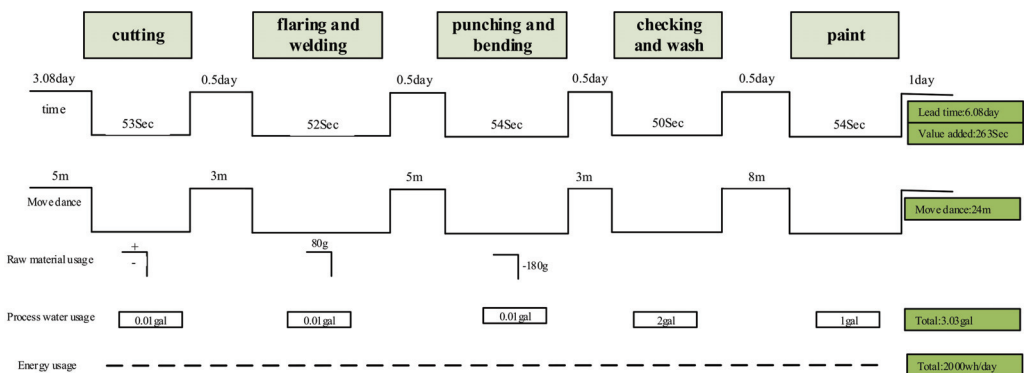 cutting
flaring and
welding
punching and
bending
checking
and wash
paint
3.08day
0.5day
0.5day
0.5day
0.5day
1day
time
53Sec
52Sec
54Sec
50Sec
54Sec
Lead time:6.08day
Value added:263Sec
5m
3m
5m
3m
8m
Move dance
Move dance:24m
Raw material usage
+
-
80g
-180g
Process water usage
0.01gal
0.01gal
0.01gal
2gal
1gal
Total:3.03gal
Energy usage
Total:2000wh/day